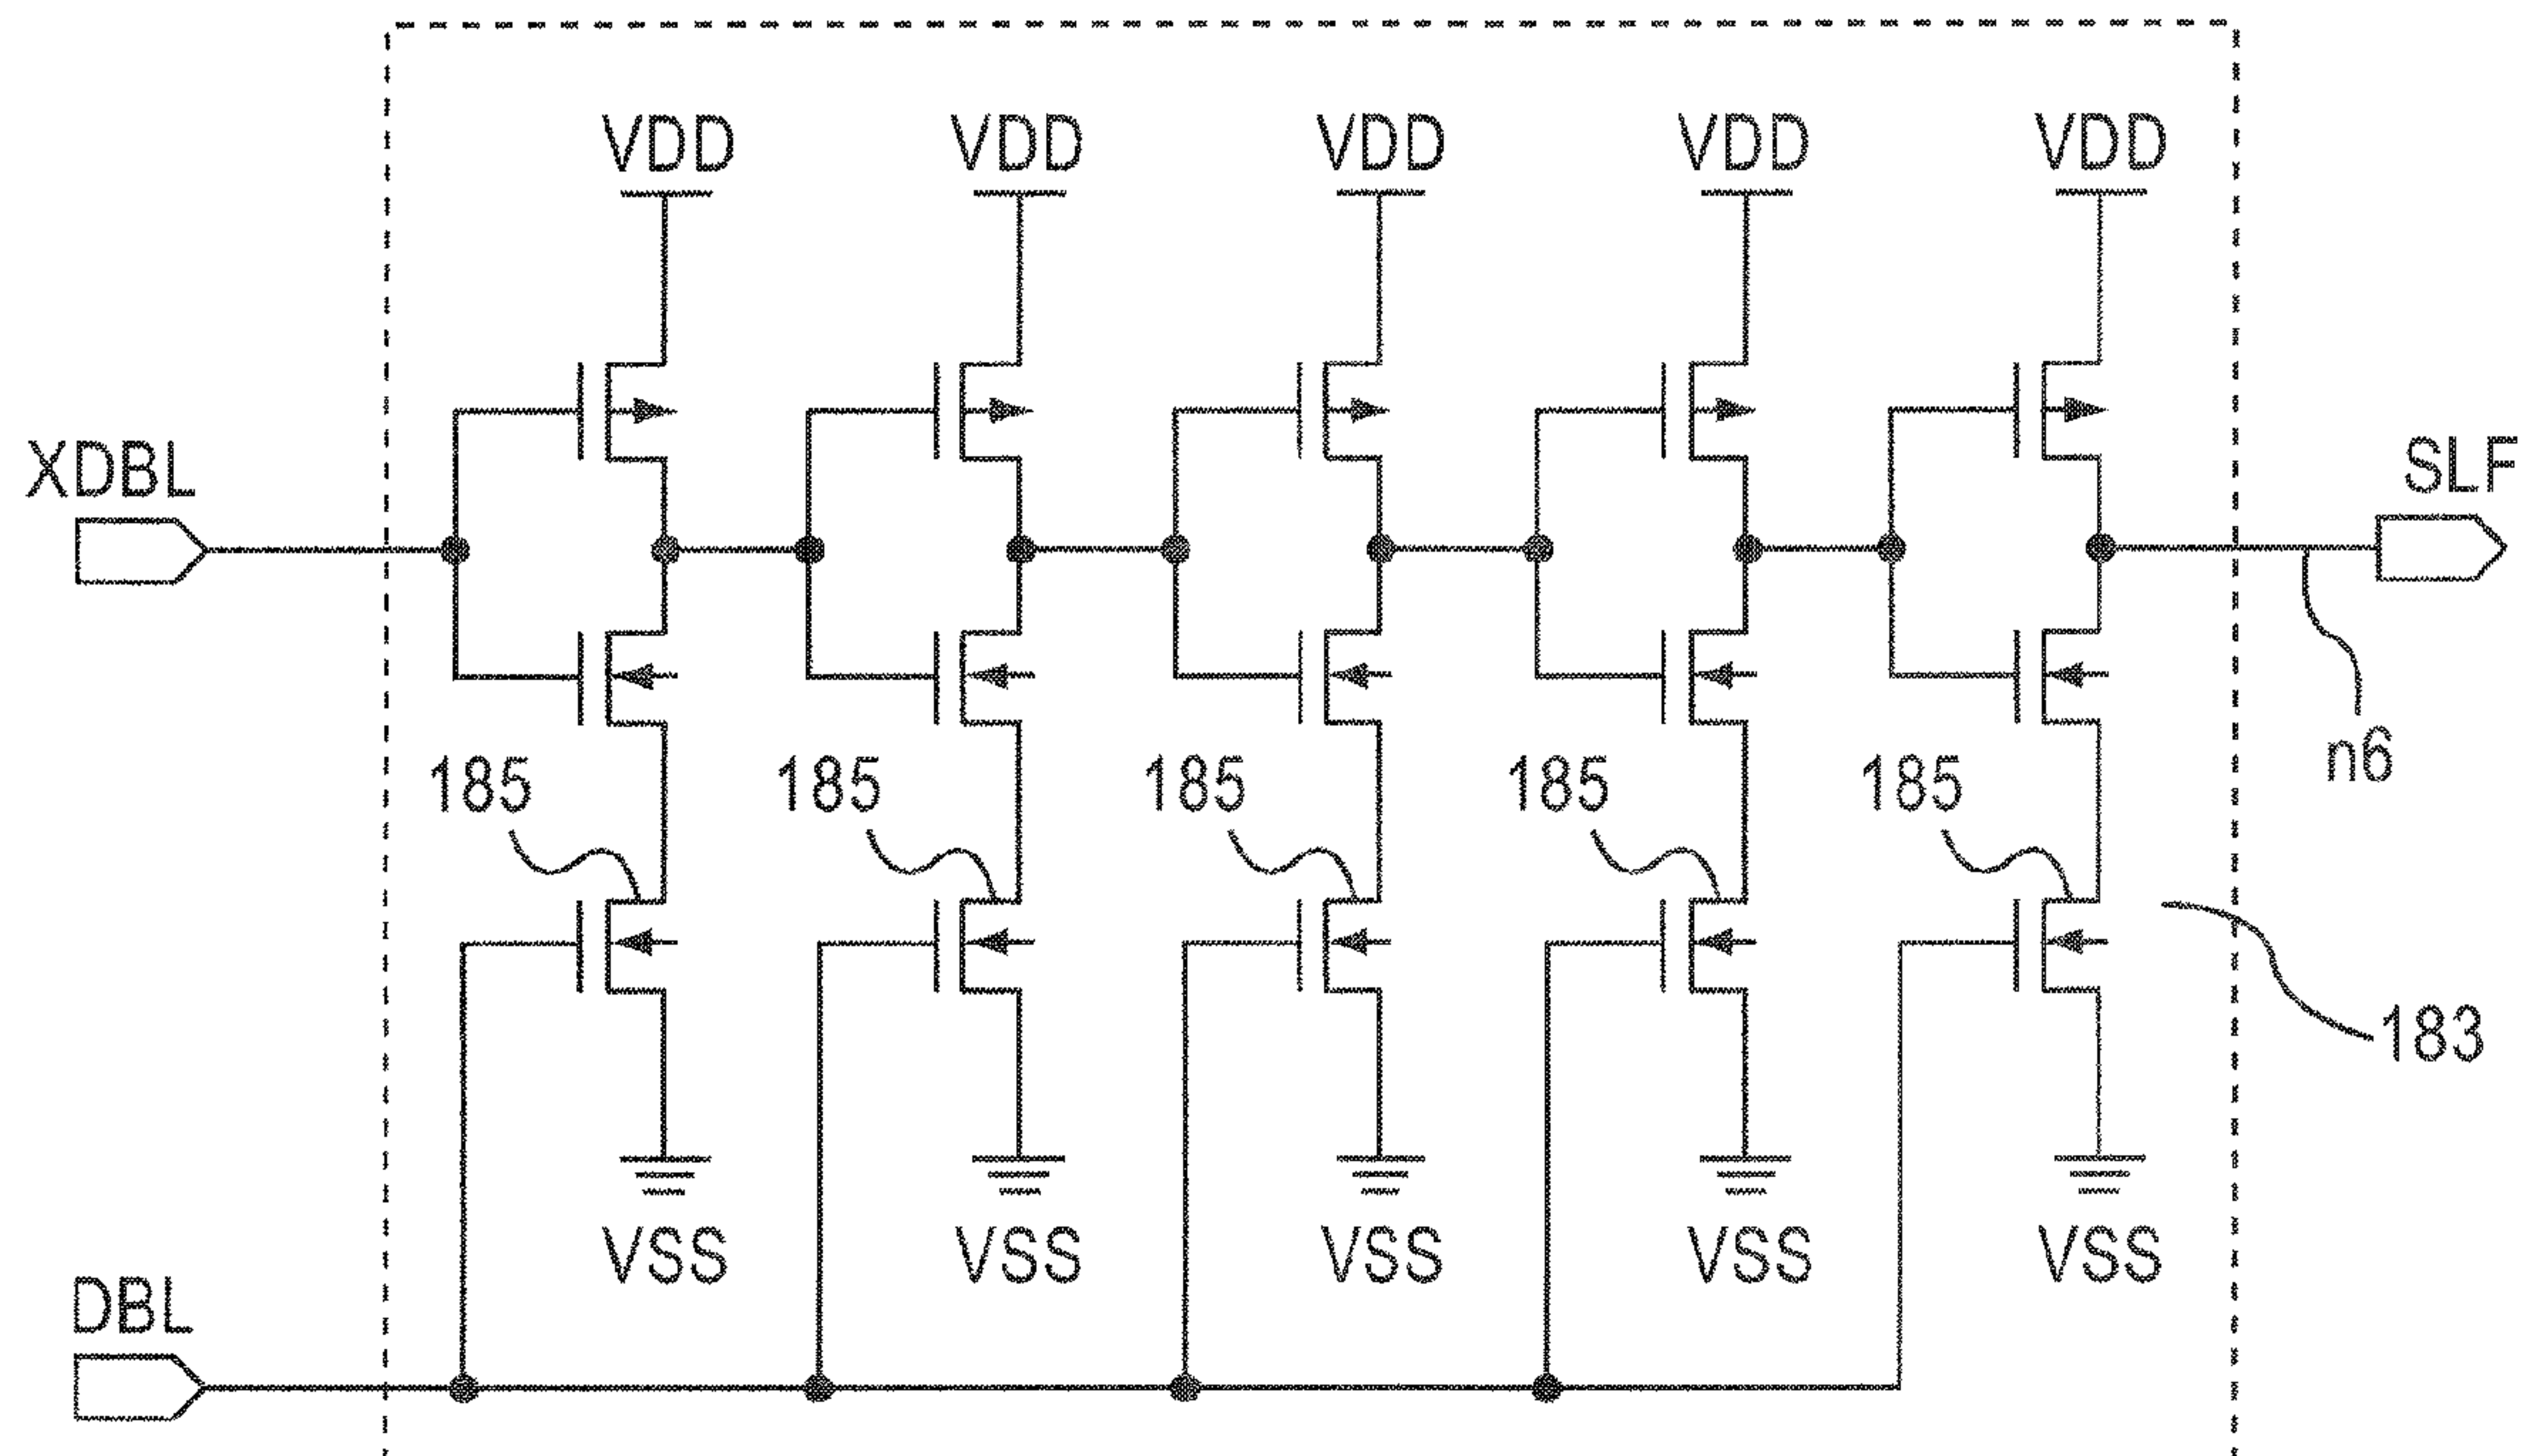 VDD VDD VDD VDD VDD
XDBL
SLF
n6
185 185 185 185 185
183
VSS VSS VSS VSS VSS
DBL